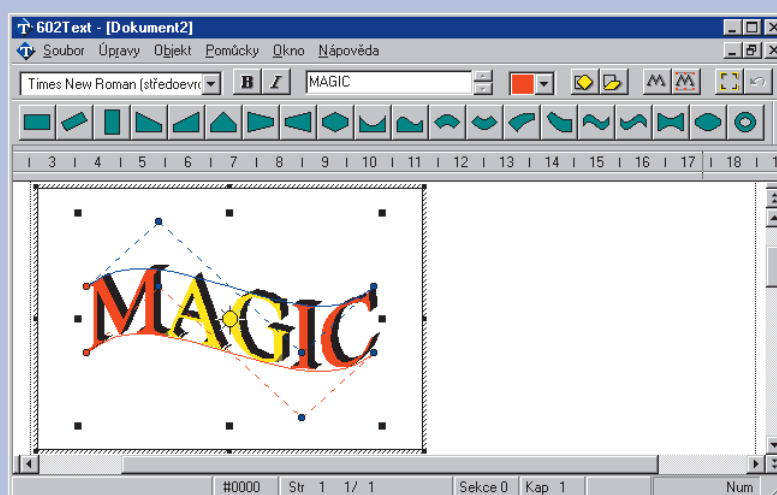 602Text - [Dokument2]
Soubor Úpravy Objekt Pomůcky Okno Nápověda
Times New Roman (středoevro B I MAGIC
3 4 5 6 7 8 9 10 11 12 13 14 15 16 17 18 1
MAGIC
#0000 Str 1 1/ 1 Sekce 0 Kap 1 Num